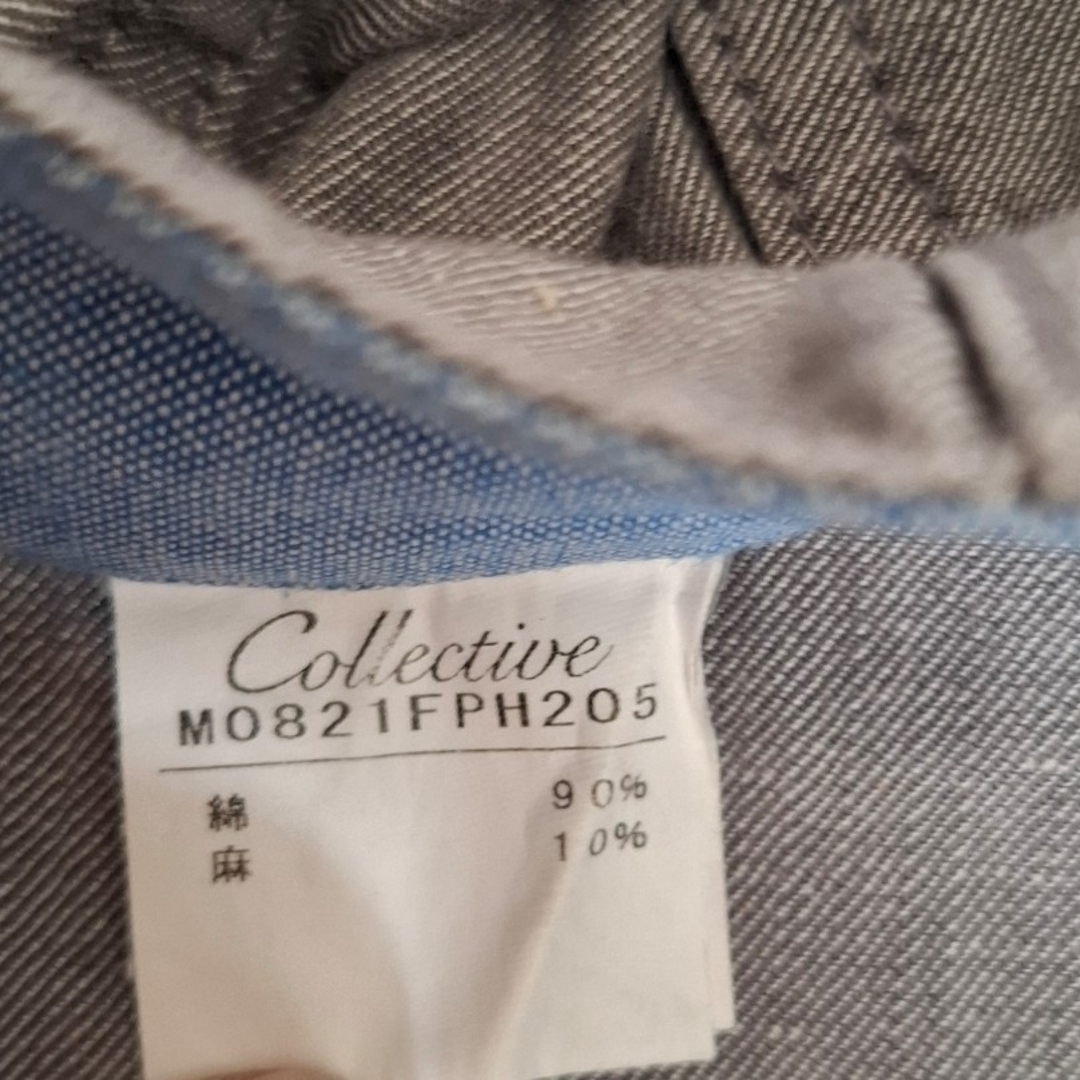 Collective
M0821FPH205
綿 90%
麻 10%